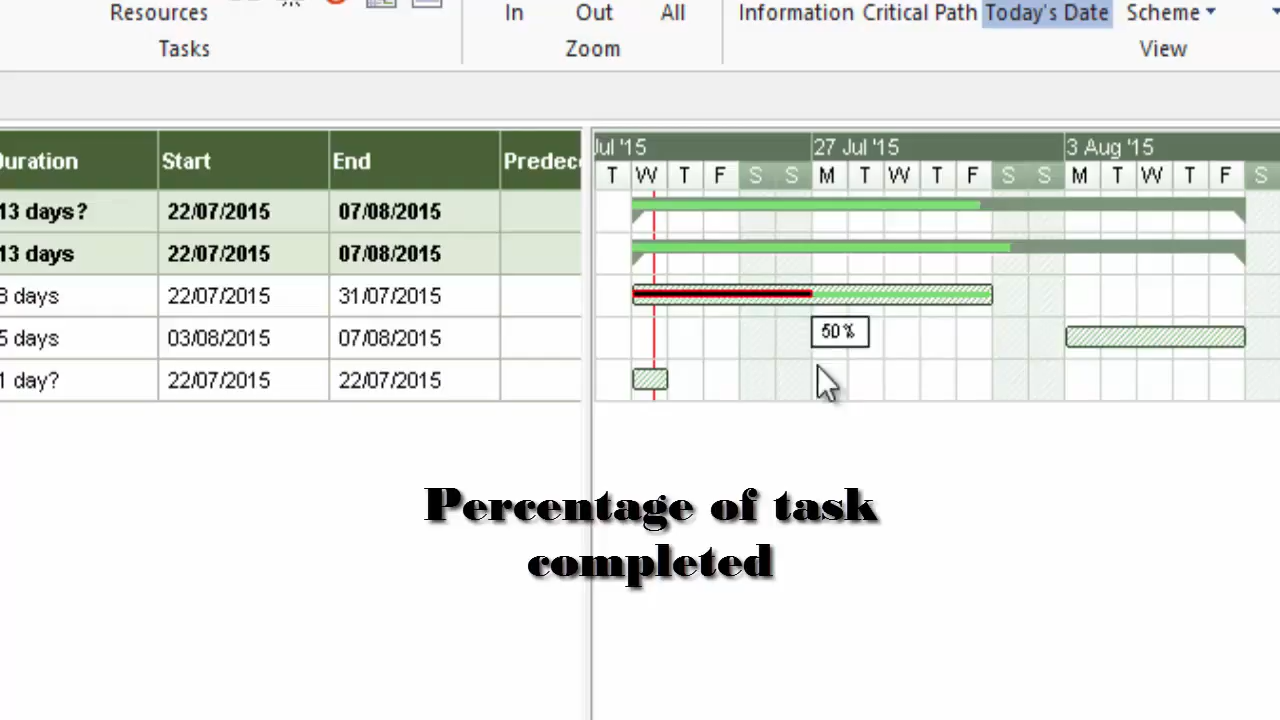 Resources
In Out All
Information Critical Path Today's Date Scheme
Tasks
Zoom
View
Duration Start End Predec
Jul '15 27 Jul '15 3 Aug '15
T W T F S S M T W T F S S M T W T F S
13 days? 22/07/2015 07/08/2015
13 days 22/07/2015 07/08/2015
8 days 22/07/2015 31/07/2015
5 days 03/08/2015 07/08/2015
50%
1 day? 22/07/2015 22/07/2015
Percentage of task
completed